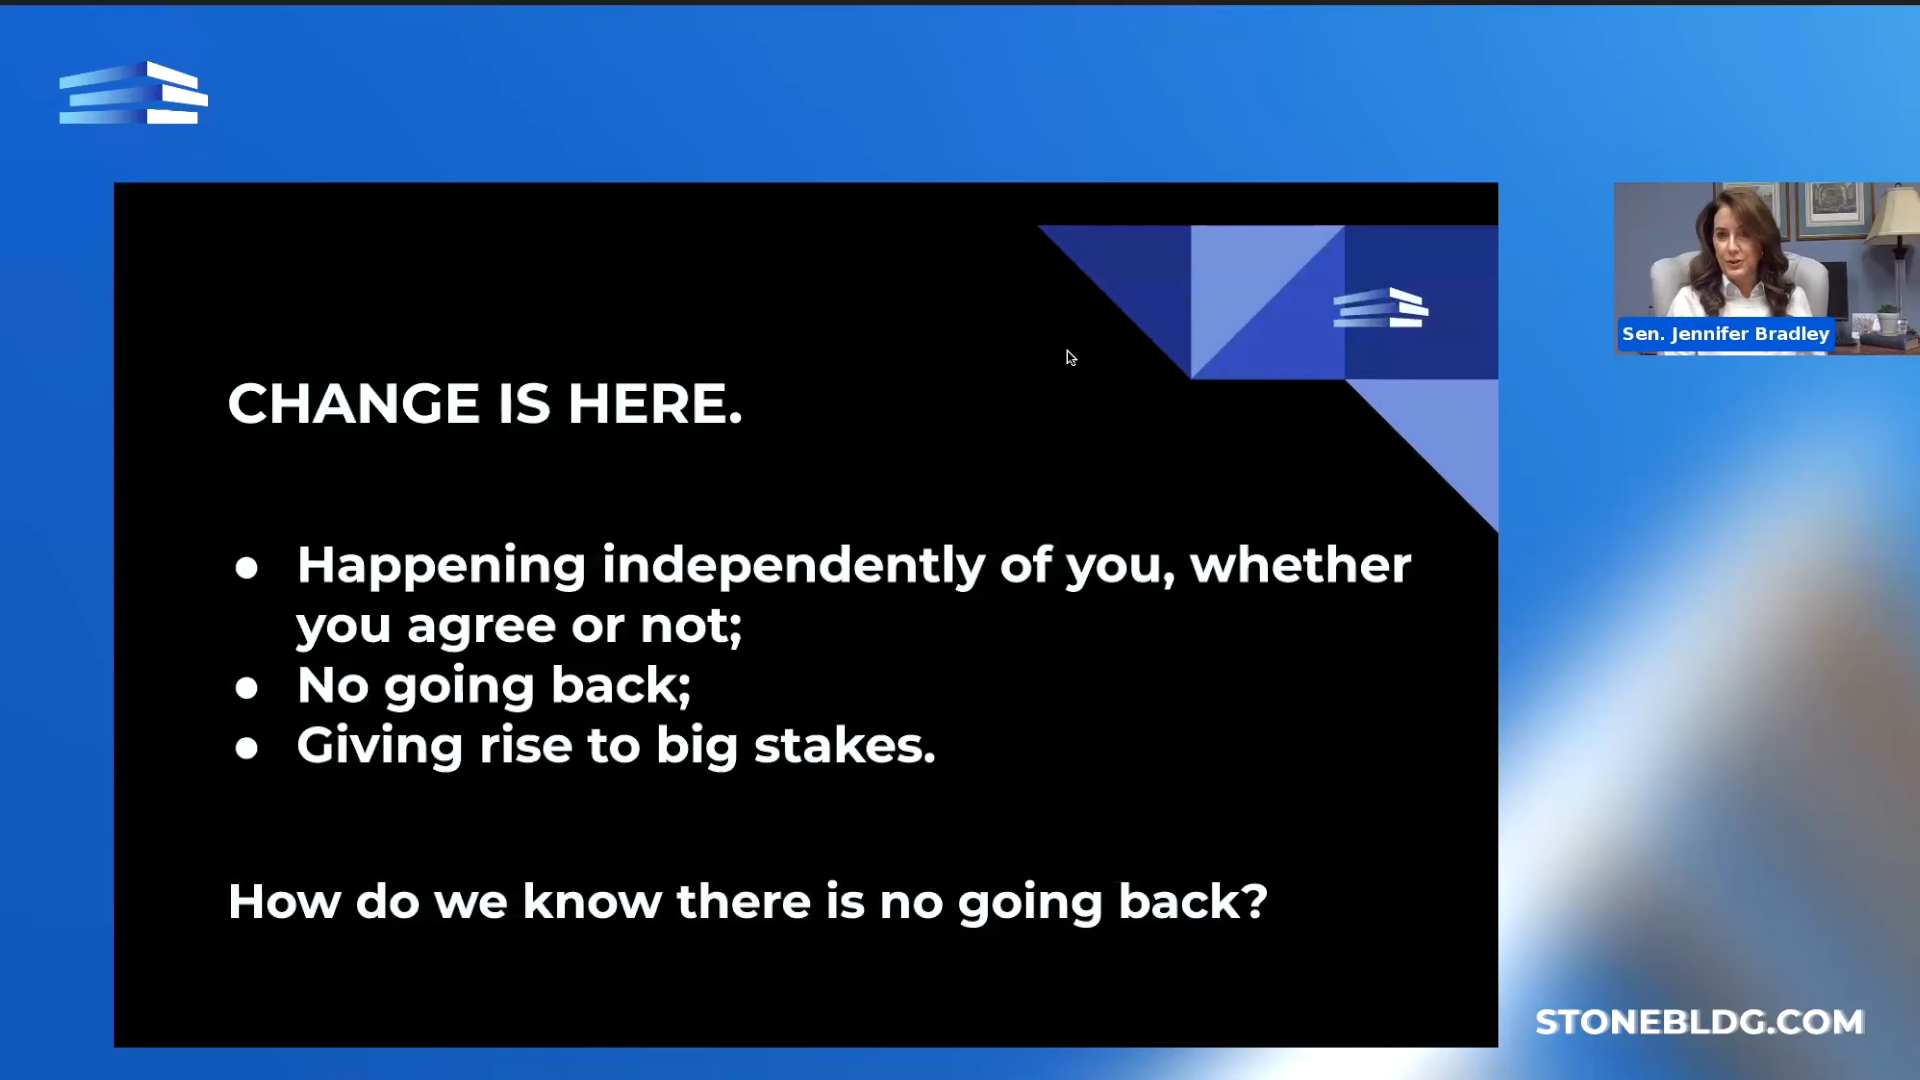 Sen. Jennifer Bradley
CHANGE IS HERE.
● Happening independently of you, whether
you agree or not;
● No going back;
● Giving rise to big stakes.
How do we know there is no going back?
STONEBLDG.COM